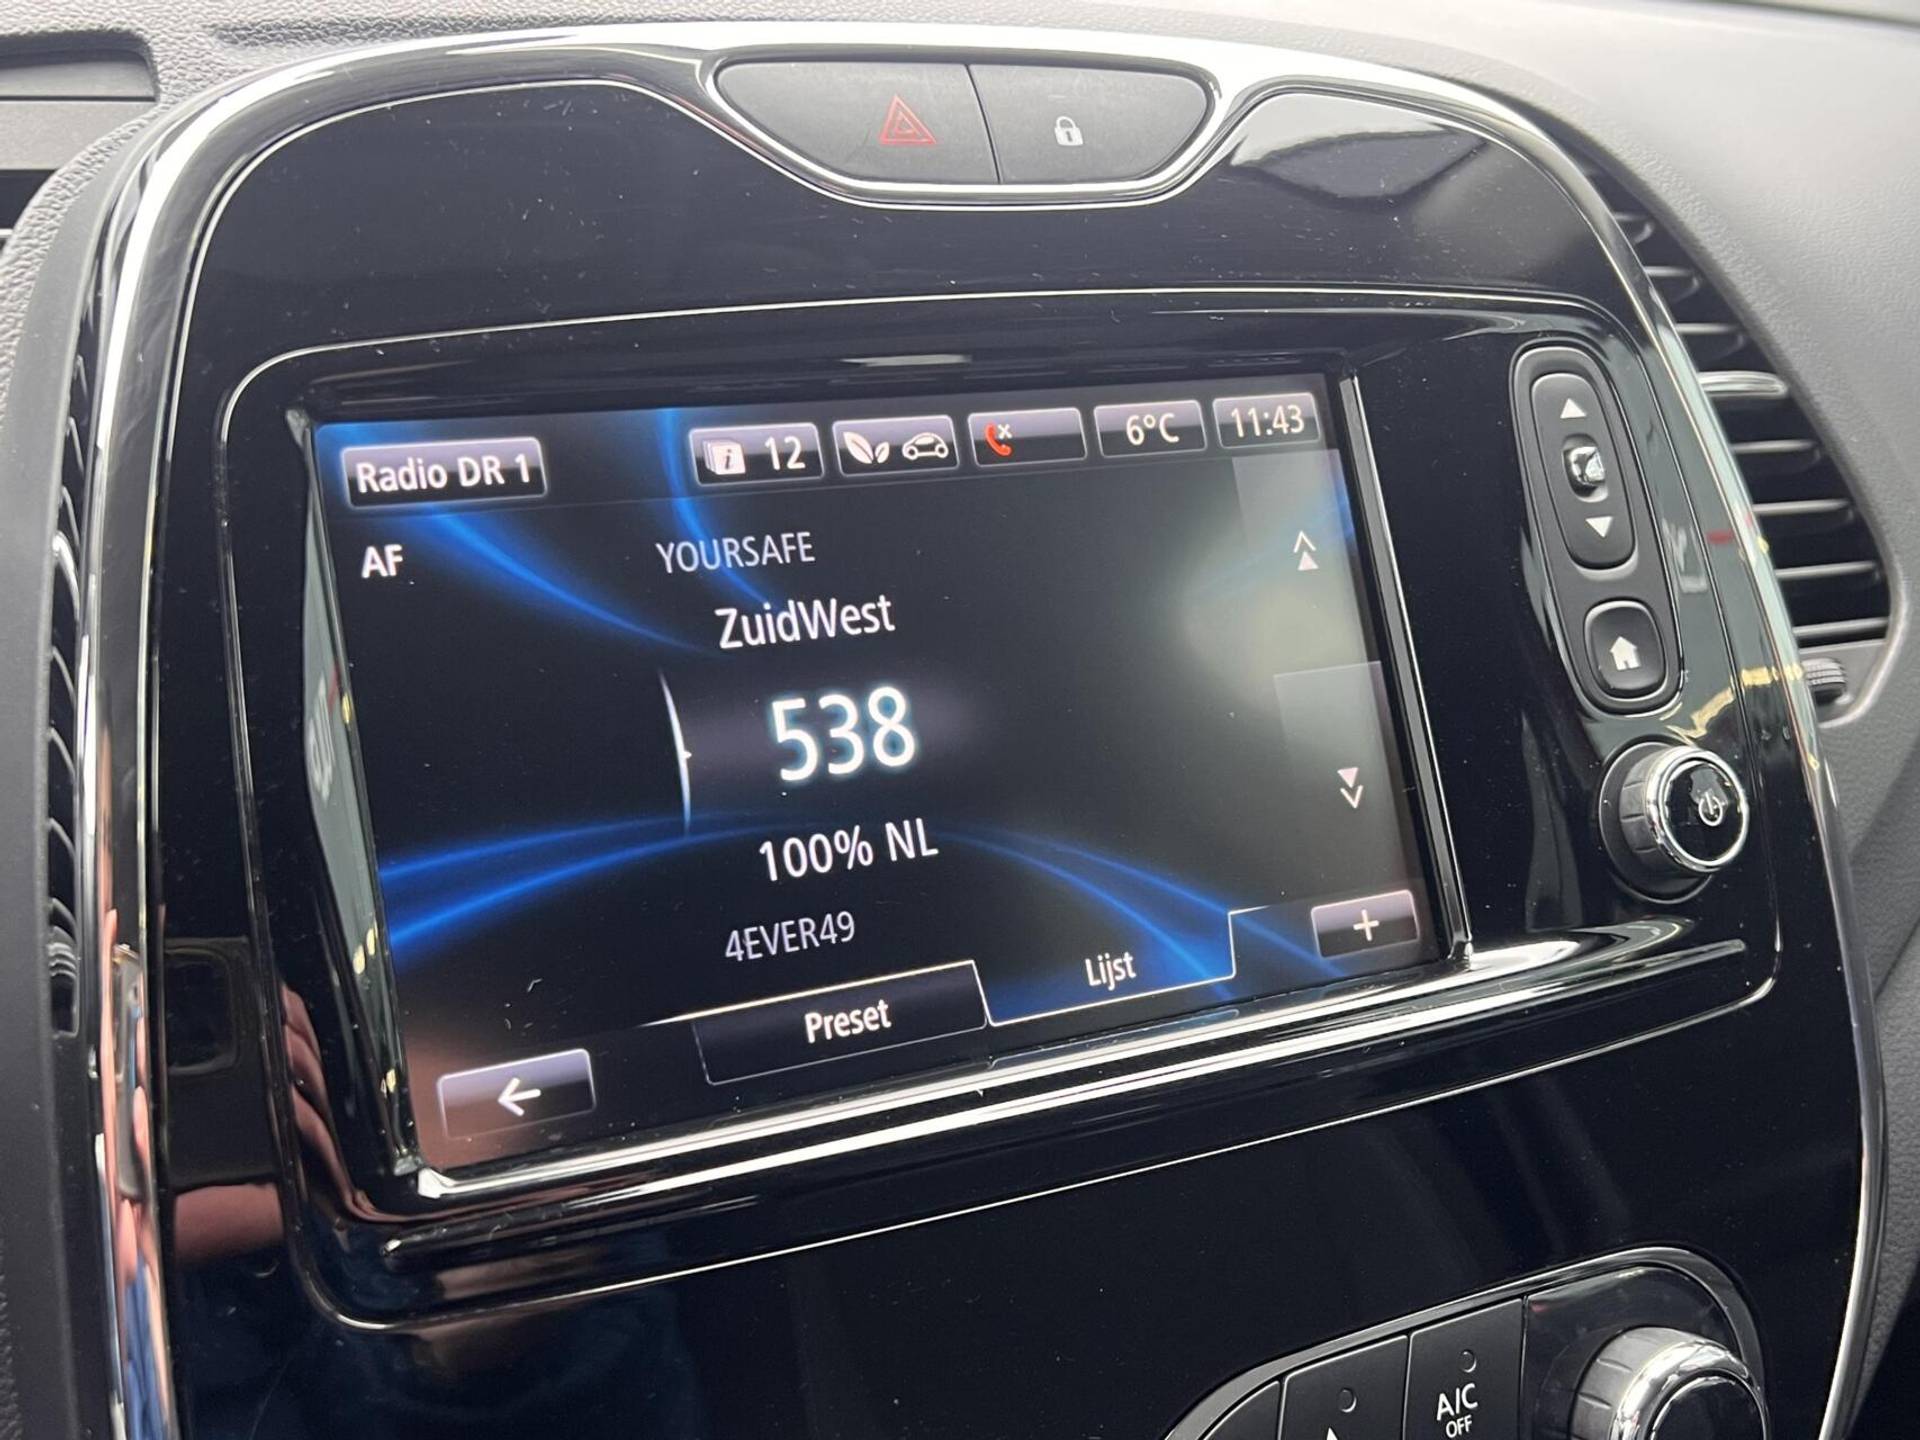 Radio DR 1
12
6°C
11:43
AF
YOURSAFE
ZuidWest
538
100% NL
4EVER49
Preset
Lijst
+
A/C
OFF